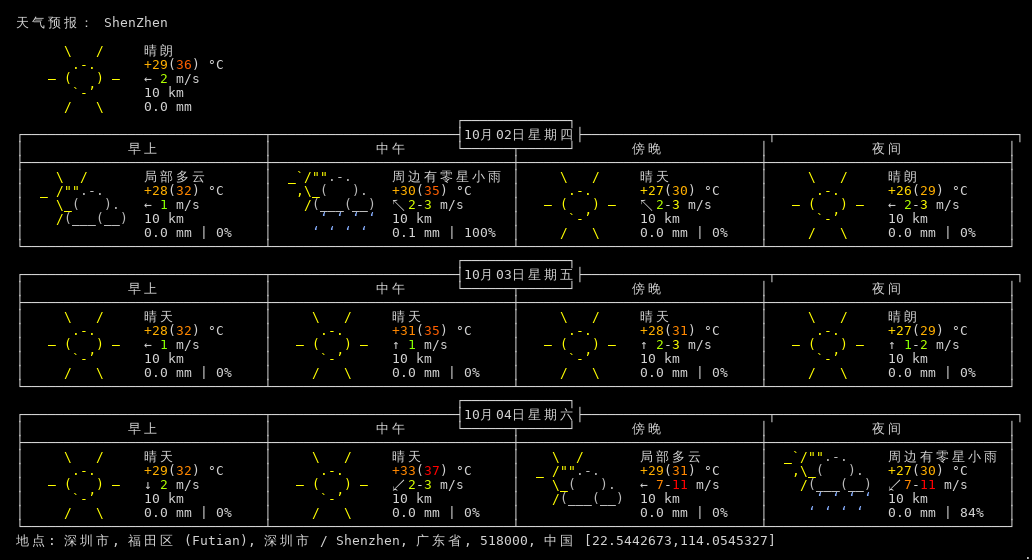 天气预报： ShenZhen
晴朗
+29(36) °C
← 2 m/s
10 km
0.0 mm
10月02日星期四
早上 中午 傍晚 夜间
局部多云 周边有零星小雨 晴天 晴朗
+28(32) °C +30(35) °C +27(30) °C +26(29) °C
← 1 m/s ↖ 2-3 m/s ↖ 2-3 m/s ← 2-3 m/s
10 km 10 km 10 km 10 km
0.0 mm | 0% 0.1 mm | 100% 0.0 mm | 0% 0.0 mm | 0%
10月03日星期五
早上 中午 傍晚 夜间
晴天 晴天 晴天 晴朗
+28(32) °C +31(35) °C +28(31) °C +27(29) °C
← 1 m/s ↑ 1 m/s ↑ 2-3 m/s ↑ 1-2 m/s
10 km 10 km 10 km 10 km
0.0 mm | 0% 0.0 mm | 0% 0.0 mm | 0% 0.0 mm | 0%
10月04日星期六
早上 中午 傍晚 夜间
晴天 晴天 局部多云 周边有零星小雨
+29(32) °C +33(37) °C +29(31) °C +27(30) °C
↓ 2 m/s ↙ 2-3 m/s ← 7-11 m/s ↙ 7-11 m/s
10 km 10 km 10 km 10 km
0.0 mm | 0% 0.0 mm | 0% 0.0 mm | 0% 0.0 mm | 84%
地点: 深圳市, 福田区 (Futian), 深圳市 / Shenzhen, 广东省, 518000, 中国 [22.5442673,114.0545327]